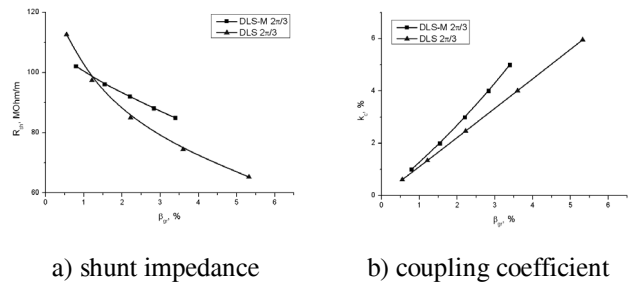 DLS-M 2π/3
DLS 2π/3
120
100
80
60
R_sh, MOhm/m
0 1 2 3 4 5 6
β_gr, %
a) shunt impedance
DLS-M 2π/3
DLS 2π/3
6
4
2
0
k_c, %
0 1 2 3 4 5 6
β_gr, %
b) coupling coefficient